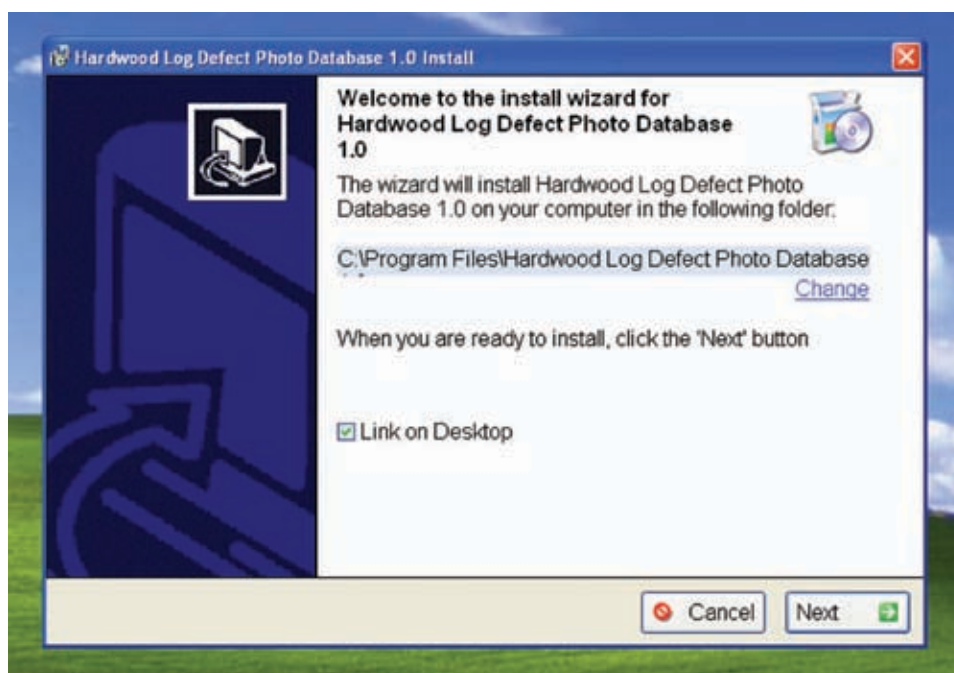 Hardwood Log Defect Photo Database 1.0 Install
Welcome to the install wizard for
Hardwood Log Defect Photo Database
1.0
The wizard will install Hardwood Log Defect Photo
Database 1.0 on your computer in the following folder:
C:\Program Files\Hardwood Log Defect Photo Database
Change
When you are ready to install, click the 'Next' button
Link on Desktop
Cancel
Next